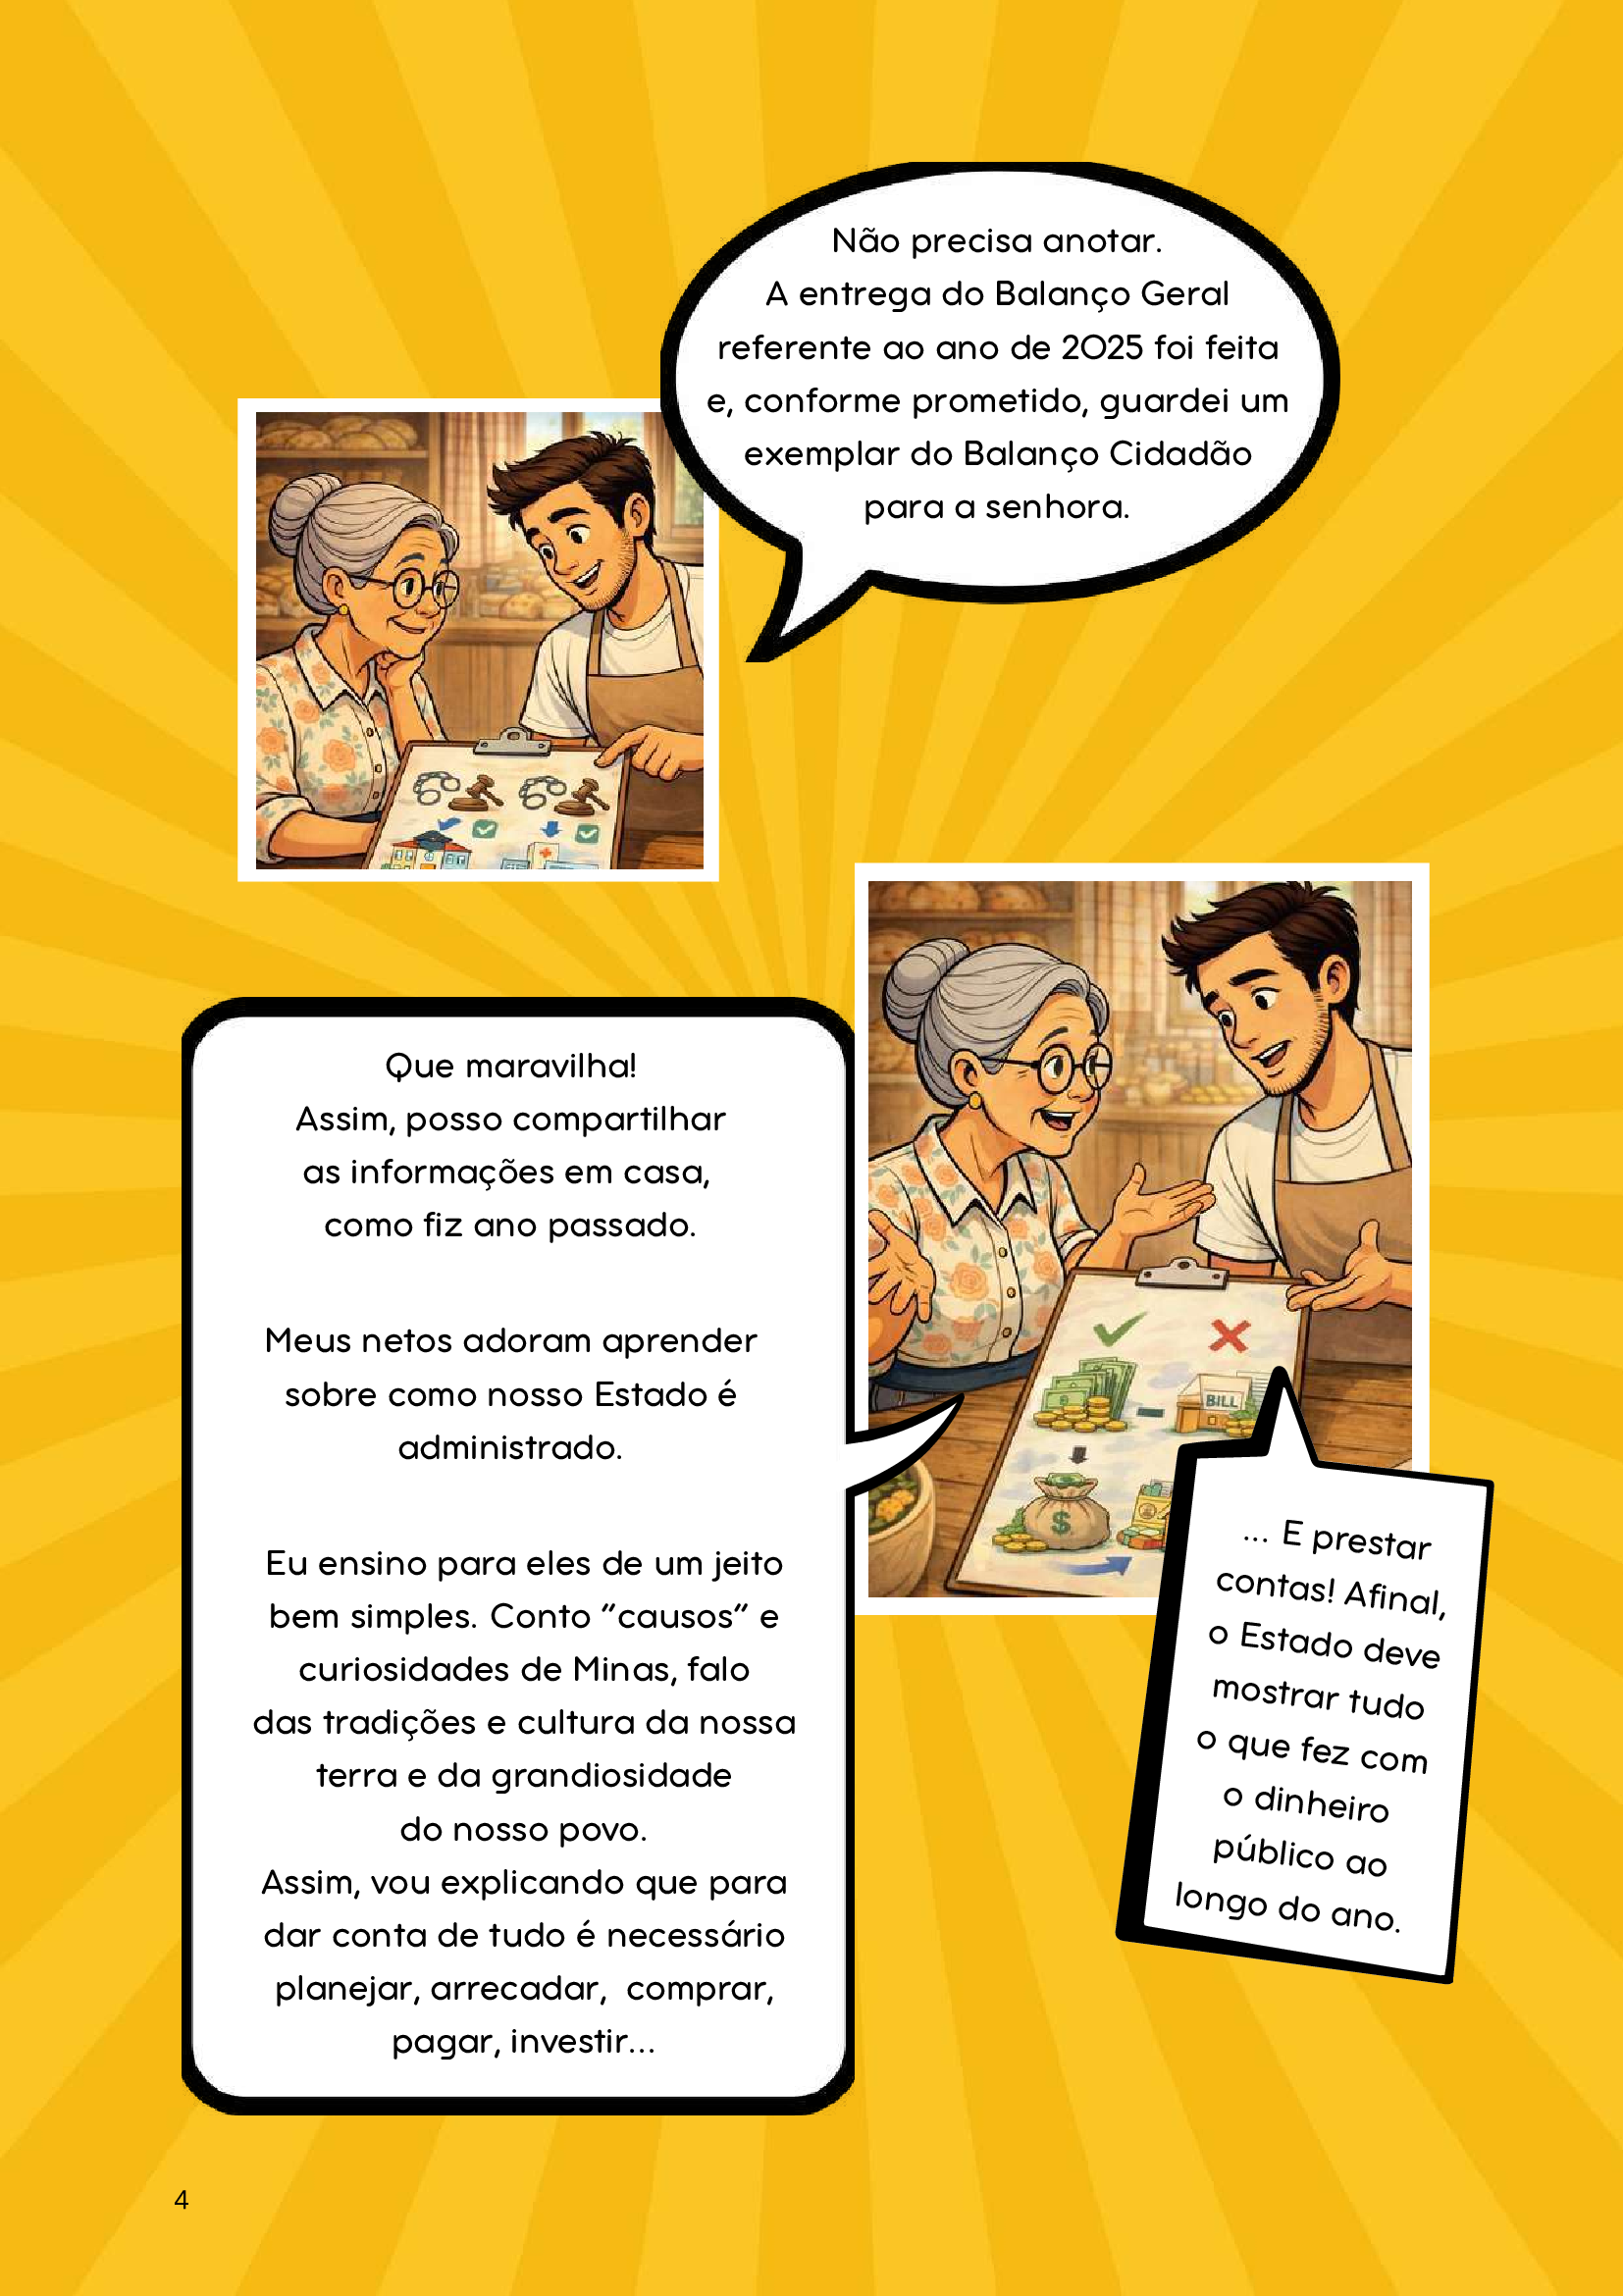 Não precisa anotar.
A entrega do Balanço Geral
referente ao ano de 2025 foi feita
e, conforme prometido, guardei um
exemplar do Balanço Cidadão
para a senhora.
Que maravilha!
Assim, posso compartilhar
as informações em casa,
como fiz ano passado.
Meus netos adoram aprender
sobre como nosso Estado é
administrado.
Eu ensino para eles de um jeito
bem simples. Conto “causos” e
curiosidades de Minas, falo
das tradições e cultura da nossa
terra e da grandiosidade
do nosso povo.
Assim, vou explicando que para
dar conta de tudo é necessário
planejar, arrecadar, comprar,
pagar, investir...
BILL
$
... E prestar
contas! Afinal,
o Estado deve
mostrar tudo
o que fez com
o dinheiro
público ao
longo do ano.
4